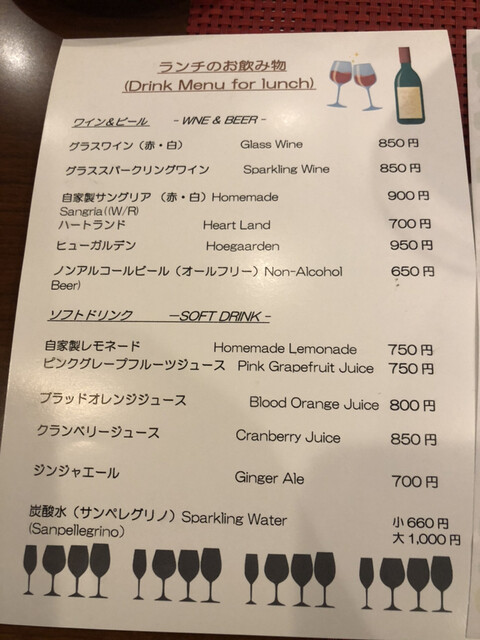 ランチのお飲み物
(Drink Menu for lunch)
ワイン&ビール - WNE & BEER -
グラスワイン（赤・白） Glass Wine 850円
グラススパークリングワイン Sparkling Wine 850円
自家製サングリア （赤・白）Homemade 900円
Sangria((W/R)
ハートランド Heart Land 700円
ヒューガルデン Hoegaarden 950円
ノンアルコールビール（オールフリー）Non-Alcohol 650円
Beer)
ソフトドリンク －SOFT DRINK -
自家製レモネード Homemade Lemonade 750円
ピンクグレープフルーツジュース Pink Grapefruit Juice 750円
ブラッドオレンジジュース Blood Orange Juice 800円
クランベリージュース Cranberry Juice 850円
ジンジャエール Ginger Ale 700円
炭酸水（サンペレグリノ）Sparkling Water 小660円
(Sanpellegrino） 大1,000円